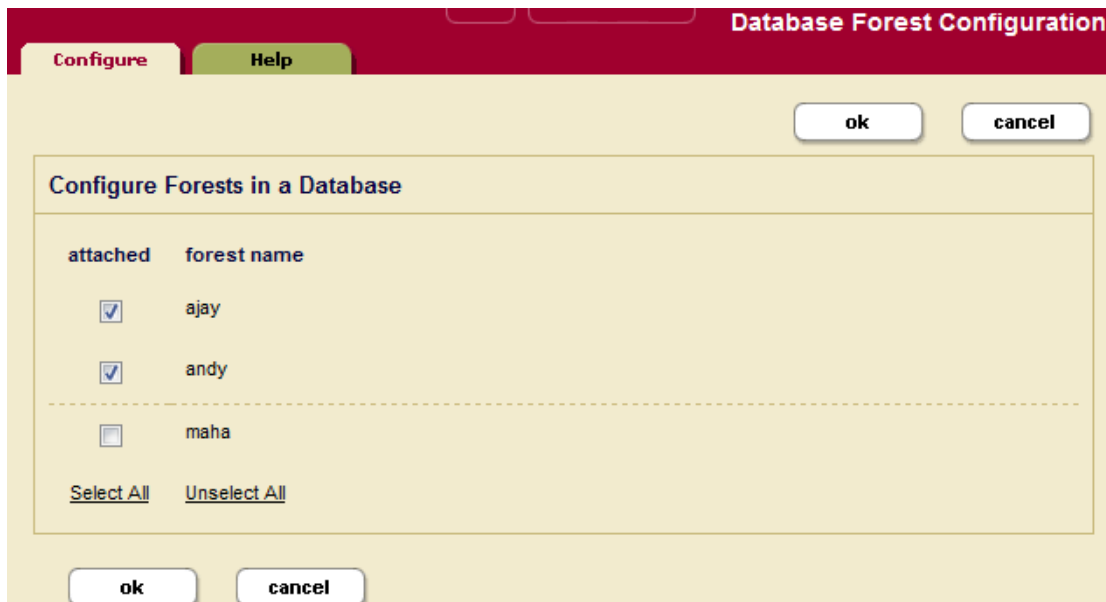 Database Forest Configuration
Configure Help
ok cancel
Configure Forests in a Database
attached forest name
ajay
andy
maha
Select All Unselect All
ok cancel